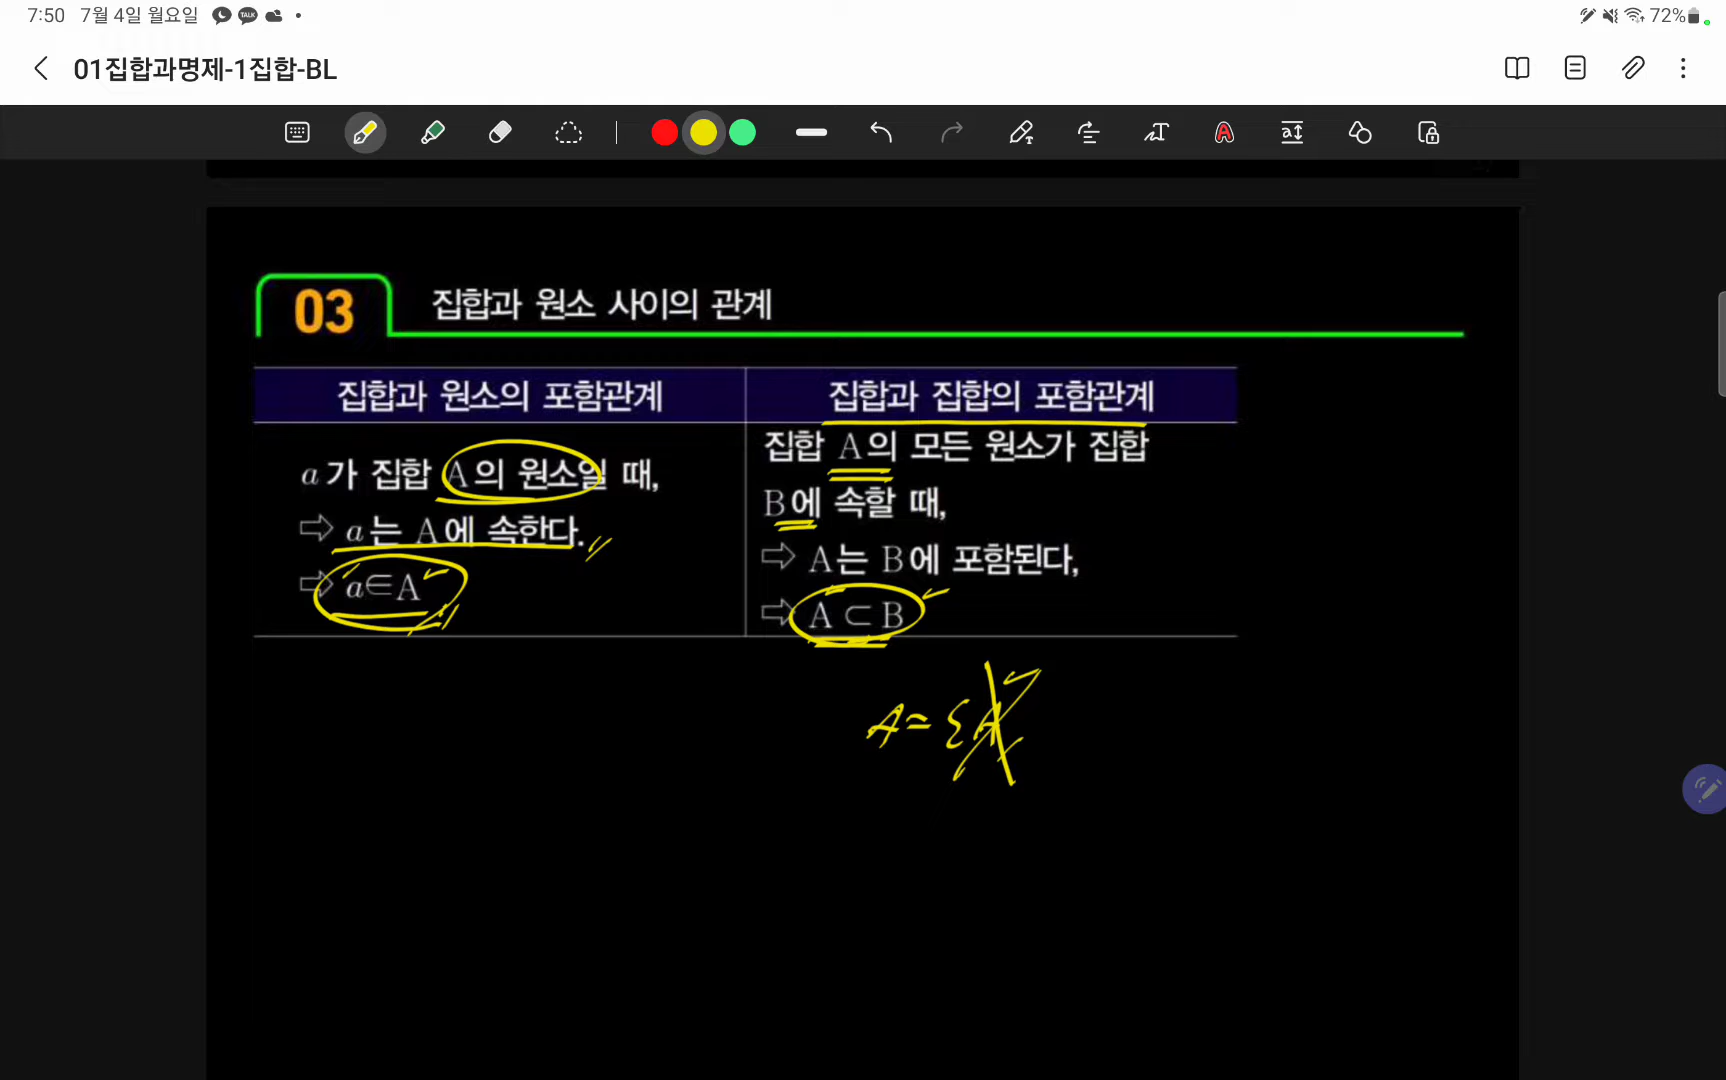 7:50 7월 4일 월요일 TALK 72%
01집합과명제-1집합-BL
03 집합과 원소 사이의 관계
집합과 원소의 포함관계
a가 집합 A의 원소일 때,
⇨ a는 A에 속한다.
⇨ a∈A
집합과 집합의 포함관계
집합 A의 모든 원소가 집합
B에 속할 때,
⇨ A는 B에 포함된다,
⇨ A ⊂ B
A = {A